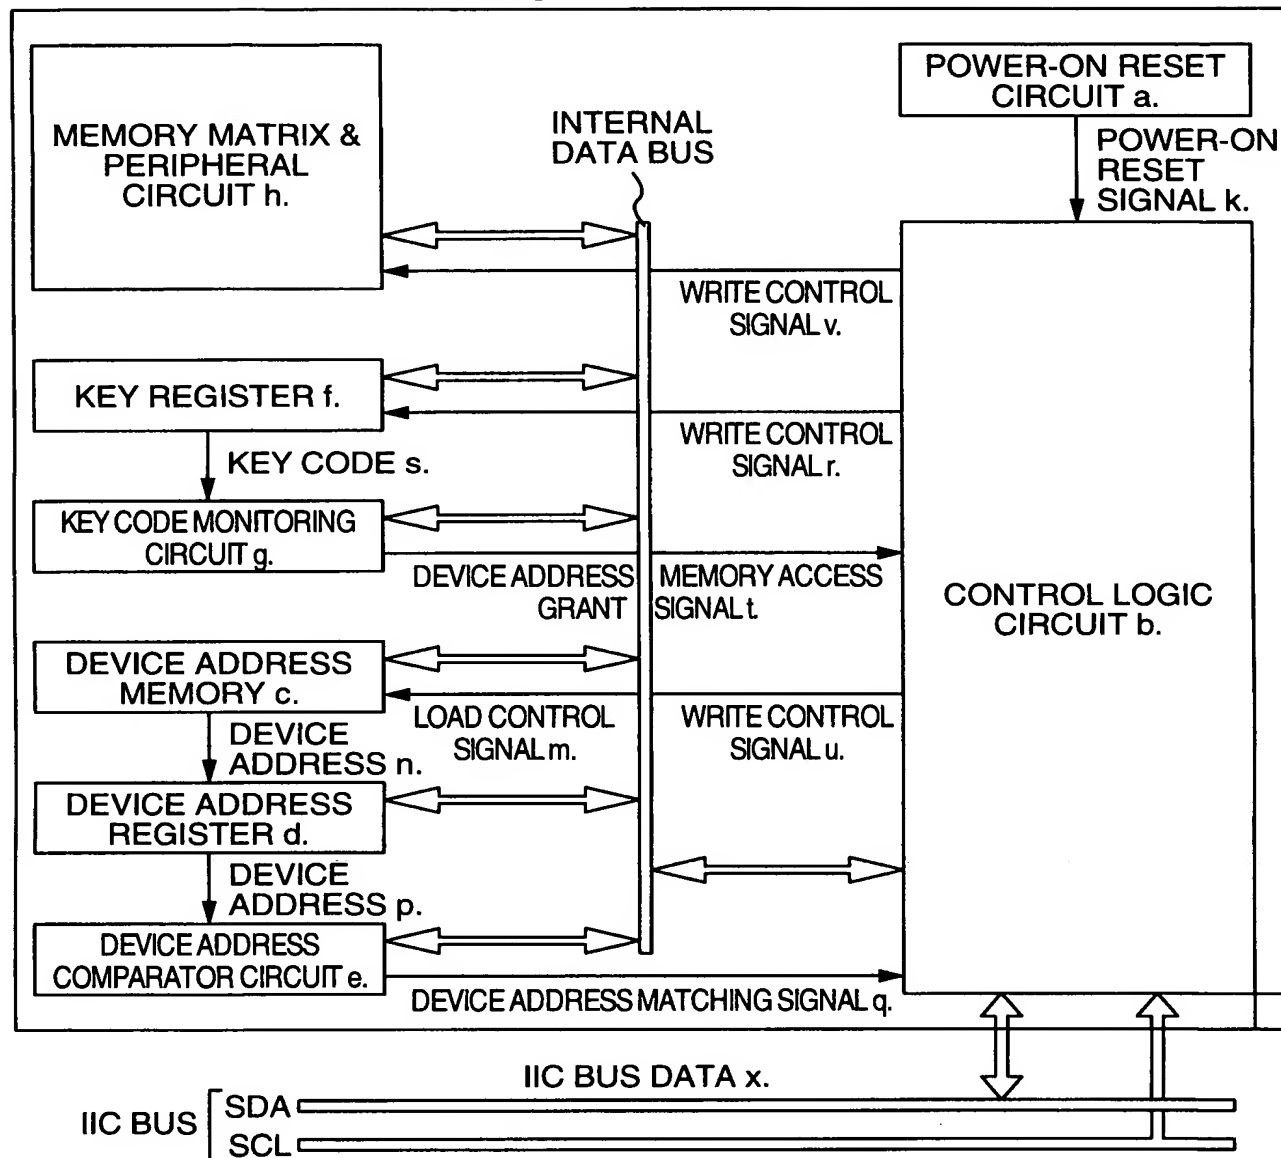 POWER-ON RESET
CIRCUIT a.
MEMORY MATRIX &
PERIPHERAL
CIRCUIT h.
INTERNAL
DATA BUS
POWER-ON
RESET
SIGNAL k.
WRITE CONTROL
SIGNAL v.
KEY REGISTER f.
WRITE CONTROL
SIGNAL r.
KEY CODE s.
KEY CODE MONITORING
CIRCUIT g.
DEVICE ADDRESS MEMORY ACCESS
GRANT SIGNAL t.
CONTROL LOGIC
CIRCUIT b.
DEVICE ADDRESS
MEMORY c.
LOAD CONTROL
SIGNAL m.
WRITE CONTROL
SIGNAL u.
DEVICE
ADDRESS n.
DEVICE ADDRESS
REGISTER d.
DEVICE
ADDRESS p.
DEVICE ADDRESS
COMPARATOR CIRCUIT e.
DEVICE ADDRESS MATCHING SIGNAL q.
IIC BUS DATA x.
IIC BUS
SDA
SCL